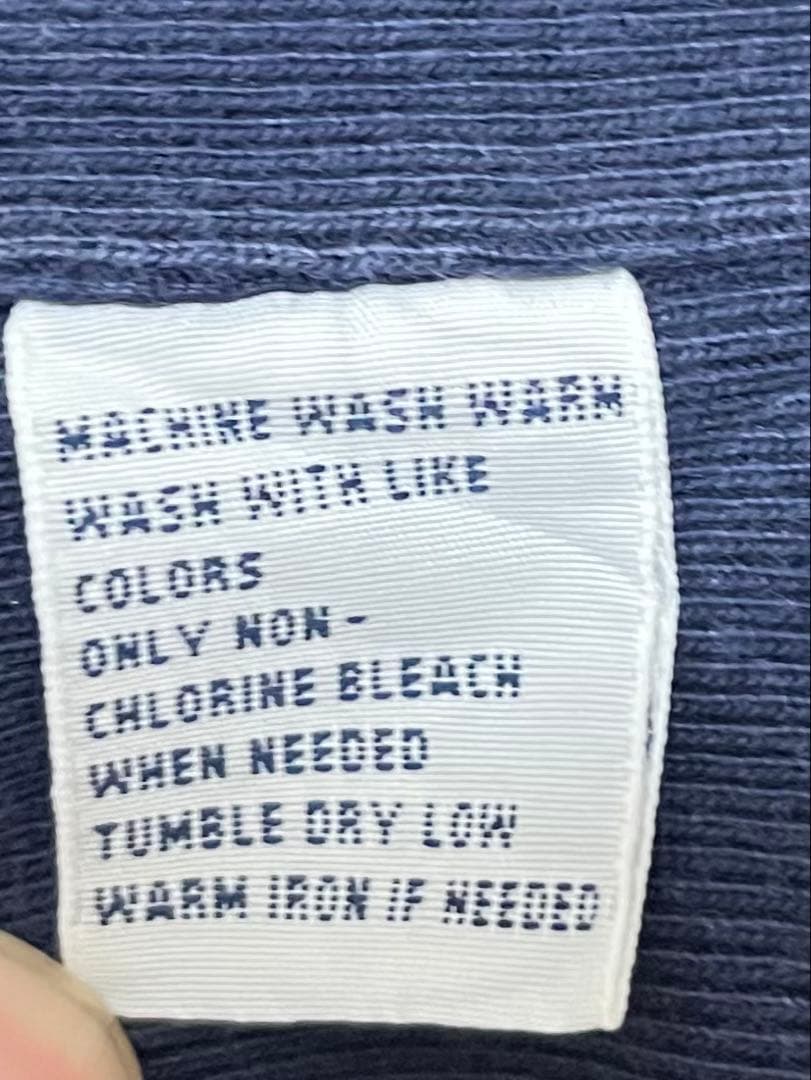 MACHINE WASH WARM
WASH WITH LIKE
COLORS
ONLY NON-
CHLORINE BLEACH
WHEN NEEDED
TUMBLE DRY LOW
WARM IRON IF NEEDED